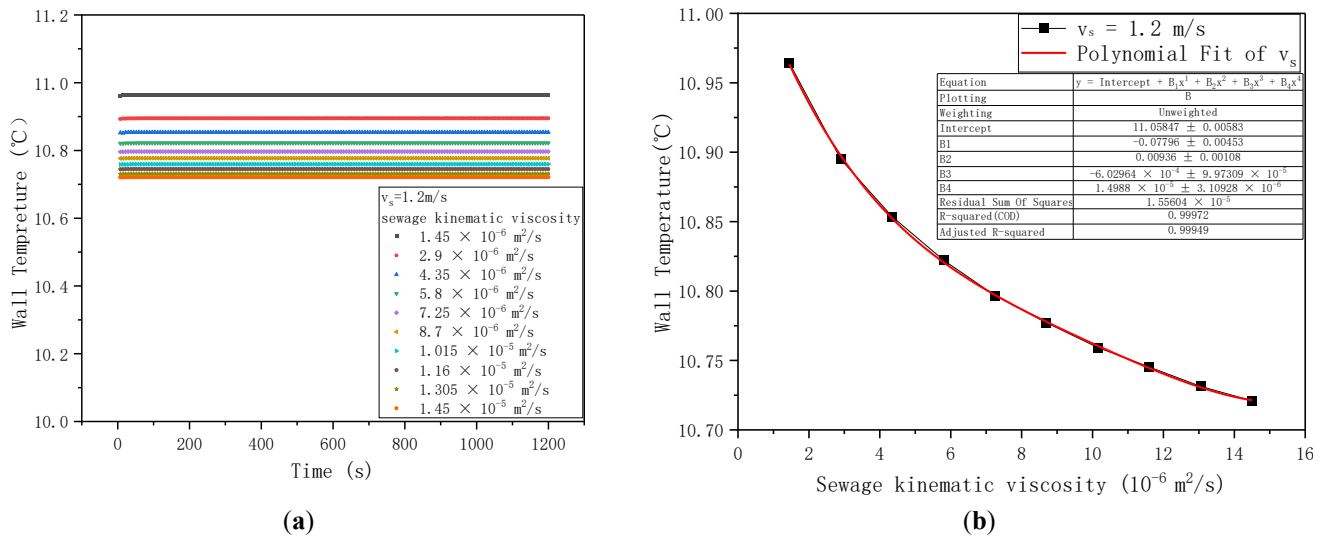 11.2
11.0
10.8
10.6
10.4
10.2
10.0
Wall Tempreture(℃)
0 200 400 600 800 1000 1200
Time (s)
v_s=1.2m/s
sewage kinematic viscosity
1.45 × 10⁻⁶ m²/s
2.9 × 10⁻⁶ m²/s
4.35 × 10⁻⁶ m²/s
5.8 × 10⁻⁶ m²/s
7.25 × 10⁻⁶ m²/s
8.7 × 10⁻⁶ m²/s
1.015 × 10⁻⁵ m²/s
1.16 × 10⁻⁵ m²/s
1.305 × 10⁻⁵ m²/s
1.45 × 10⁻⁵ m²/s
(a)
11.00
10.95
10.90
10.85
10.80
10.75
10.70
Wall Temperature(℃)
0 2 4 6 8 10 12 14 16
Sewage kinematic viscosity (10⁻⁶ m²/s)
v_s = 1.2 m/s
Polynomial Fit of v_s
Equation y = Intercept + B₁x¹ + B₂x² + B₃x³ + B₄x⁴
Plotting B
Weighting Unweighted
Intercept 11.05847 ± 0.00583
B1 -0.07796 ± 0.00453
B2 0.00936 ± 0.00108
B3 -6.02964 × 10⁻⁴ ± 9.97309 × 10⁻⁵
B4 1.4988 × 10⁻⁵ ± 3.10928 × 10⁻⁶
Residual Sum Of Squares 1.55604 × 10⁻⁵
R-squared(COD) 0.99972
Adjusted R-squared 0.99949
(b)